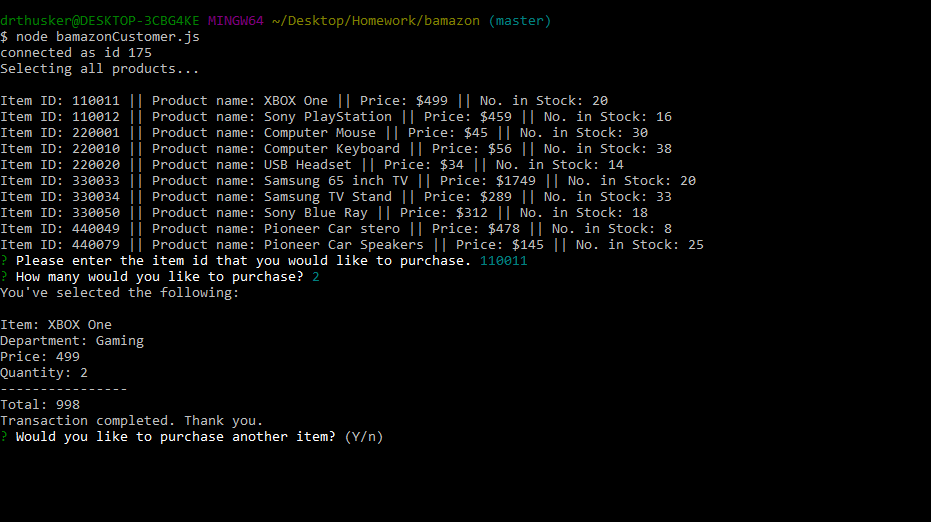 drthusker@DESKTOP-3CBG4KE MINGW64 ~/Desktop/Homework/bamazon (master)
$ node bamazonCustomer.js
connected as id 175
Selecting all products...
Item ID: 110011 || Product name: XBOX One || Price: $499 || No. in Stock: 20
Item ID: 110012 || Product name: Sony PlayStation || Price: $459 || No. in Stock: 16
Item ID: 220001 || Product name: Computer Mouse || Price: $45 || No. in Stock: 30
Item ID: 220010 || Product name: Computer Keyboard || Price: $56 || No. in Stock: 38
Item ID: 220020 || Product name: USB Headset || Price: $34 || No. in Stock: 14
Item ID: 330033 || Product name: Samsung 65 inch TV || Price: $1749 || No. in Stock: 20
Item ID: 330034 || Product name: Samsung TV Stand || Price: $289 || No. in Stock: 33
Item ID: 330050 || Product name: Sony Blue Ray || Price: $312 || No. in Stock: 18
Item ID: 440049 || Product name: Pioneer Car stero || Price: $478 || No. in Stock: 8
Item ID: 440079 || Product name: Pioneer Car Speakers || Price: $145 || No. in Stock: 25
? Please enter the item id that you would like to purchase. 110011
? How many would you like to purchase? 2
You've selected the following:
Item: XBOX One
Department: Gaming
Price: 499
Quantity: 2
----------------
Total: 998
Transaction completed. Thank you.
? Would you like to purchase another item? (Y/n)